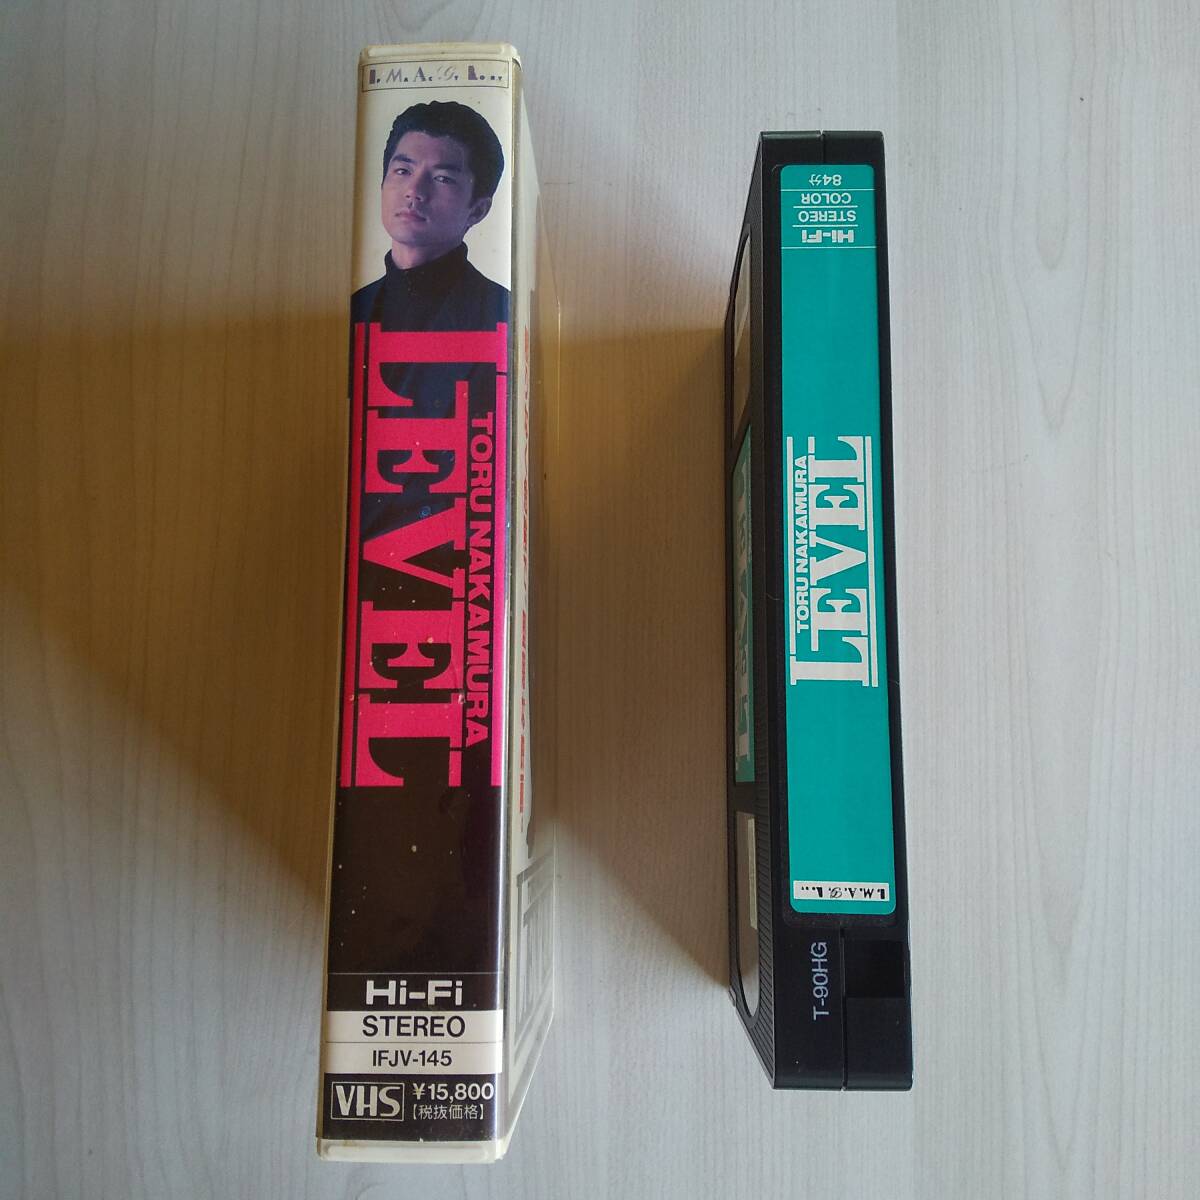 LEVEL
TORU NAKAMURA
Hi-Fi
STEREO
IFJV-145
VHS
¥15,800
【税抜価格】
Hi-Fi
STEREO
COLOR
84分
TORU NAKAMURA
LEVEL
T-90HG